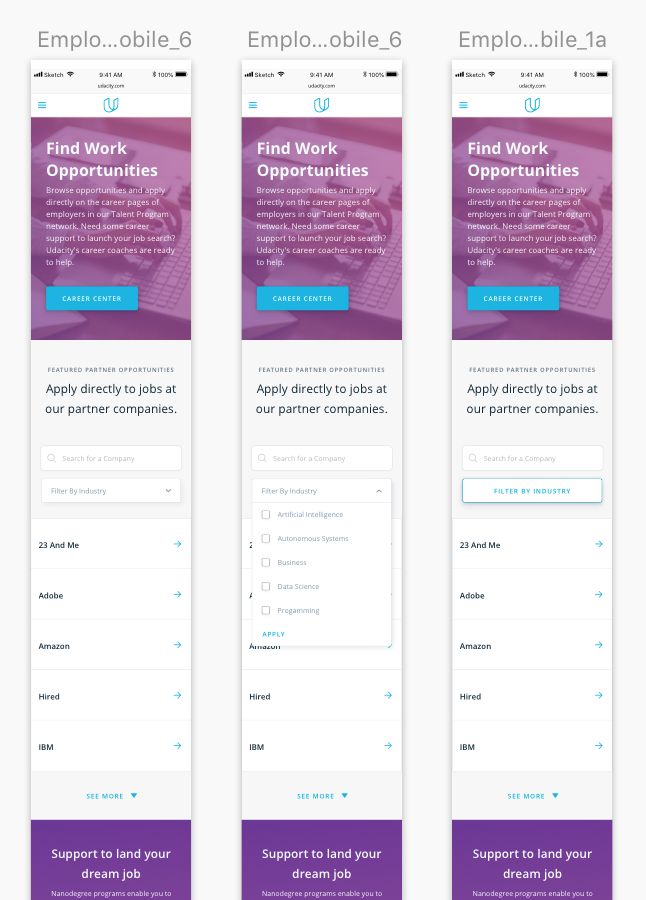 Emplo...obile_6
Sketch 9:41 AM 100%
udacity.com
Find Work
Opportunities
Browse opportunities and apply
directly on the career pages of
employers in our Talent Program
network. Need some career
support to launch your job search?
Udacity's career coaches are ready
to help.
CAREER CENTER
FEATURED PARTNER OPPORTUNITIES
Apply directly to jobs at
our partner companies.
Search for a Company
Filter By Industry
23 And Me
Adobe
Amazon
Hired
IBM
SEE MORE
Support to land your
dream job
Nanodegree programs enable you to
Emplo...obile_6
Sketch 9:41 AM 100%
udacity.com
Find Work
Opportunities
Browse opportunities and apply
directly on the career pages of
employers in our Talent Program
network. Need some career
support to launch your job search?
Udacity's career coaches are ready
to help.
CAREER CENTER
FEATURED PARTNER OPPORTUNITIES
Apply directly to jobs at
our partner companies.
Search for a Company
Filter By Industry
Artificial Intelligence
Autonomous Systems
Business
Data Science
Progamming
APPLY
Amazon
Hired
IBM
SEE MORE
Support to land your
dream job
Nanodegree programs enable you to
Emplo...bile_1a
Sketch 9:41 AM 100%
udacity.com
Find Work
Opportunities
Browse opportunities and apply
directly on the career pages of
employers in our Talent Program
network. Need some career
support to launch your job search?
Udacity's career coaches are ready
to help.
CAREER CENTER
FEATURED PARTNER OPPORTUNITIES
Apply directly to jobs at
our partner companies.
Search for a Company
FILTER BY INDUSTRY
23 And Me
Adobe
Amazon
Hired
IBM
SEE MORE
Support to land your
dream job
Nanodegree programs enable you to